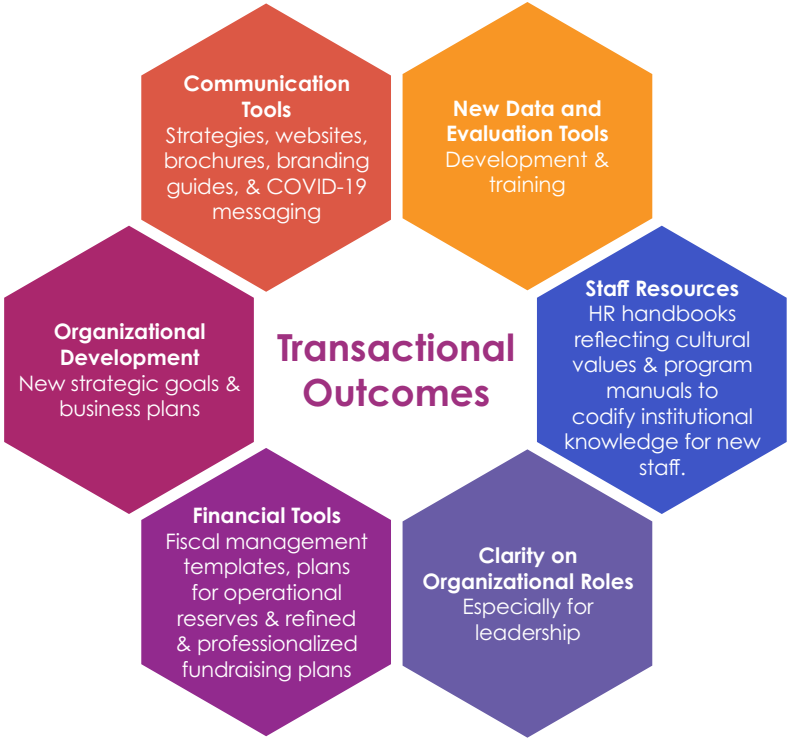 Communication
Tools
Strategies, websites,
brochures, branding
guides, & COVID-19
messaging
New Data and
Evaluation Tools
Development &
training
Staff Resources
HR handbooks
reflecting cultural
values & program
manuals to
codify institutional
knowledge for new
staff.
Organizational
Development
New strategic goals &
business plans
Transactional
Outcomes
Financial Tools
Fiscal management
templates, plans
for operational
reserves & refined
& professionalized
fundraising plans
Clarity on
Organizational Roles
Especially for
leadership